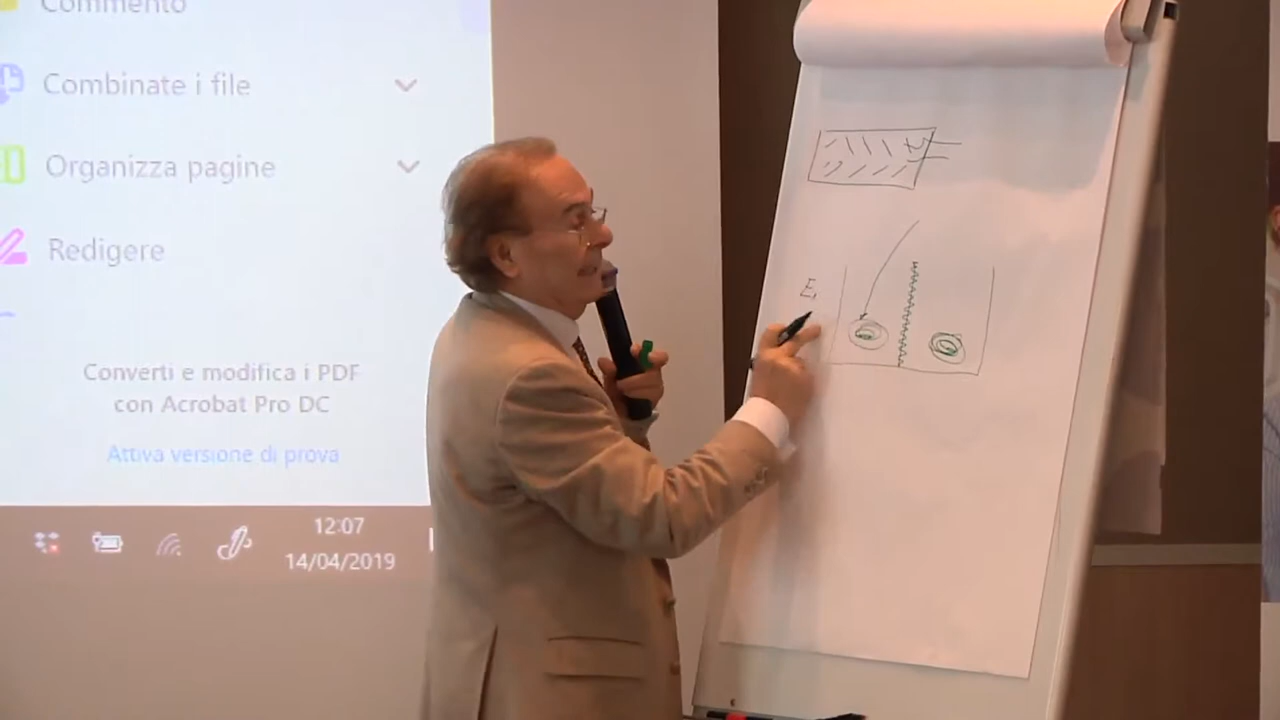 Commento
Combinate i file
Organizza pagine
Redigere
Converti e modifica i PDF
con Acrobat Pro DC
Attiva versione di prova
12:07
14/04/2019
E₁